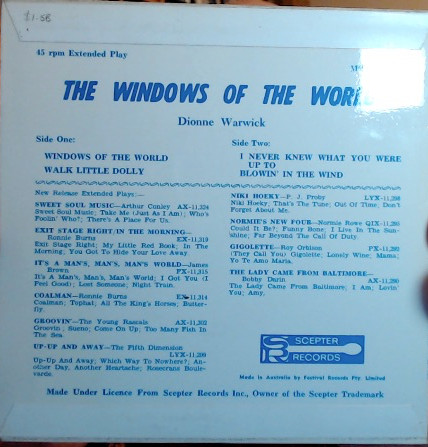 $1.58
45 rpm Extended Play
THE WINDOWS OF THE
Dionne Warwick
Side One:
WINDOWS OF THE WORLD
WALK LITTLE DOLLY
Side Two:
I NEVER KNEW WHAT YOU WERE
UP TO
BLOWIN' IN THE WIND
New Release Extended Plays:—
SWEET SOUL MUSIC—Arthur Conley AX-11,324
Sweet Soul Music; Take Me (Just As I Am); Who's
Foolin' Who?; There's A Place For Us.
EXIT STAGE RIGHT/IN THE MORNING—
Ronnie Burns EX-11,319
Exit Stage Right; My Little Red Book; In The
Morning; You Got To Hide Your Love Away.
IT'S A MAN'S, MAN'S, MAN'S WORLD—James
Brown PX-11,315
It's A Man's, Man's, Man's World; I Got You (I
Feel Good); Lost Someone; Night Train.
COALMAN—Ronnie Burns EX-11,314
Coalman; Tophat; All The King's Horses; Butter-
fly.
GROOVIN'—The Young Rascals AX-11,302
Groovin'; Sueno; Come On Up; Too Many Fish In
The Sea
UP-UP AND AWAY—The Fifth Dimension
LYX-11,299
Up-Up And Away; Which Way To Nowhere?; An-
other Day, Another Heartache; Rosecrans Boule-
varde.
NIKI HOEKY—P. J. Proby LYX-11,298
Niki Hoeky; That's The Tune; Out Of Time; Don't
Forget About Me.
NORMIE'S NEW FOUR—Normie Rowe QIX-11,295
Could It Be?; Funny Bone; I Live In The Sun-
shine; Far Beyond The Call Of Duty.
GIGOLETTE—Roy Orbison
(They Call You) Gigolette; Lonely Wine; Mama;
Yo Te Amo Maria.
THE LADY CAME FROM BALTIMORE—
Bobby Darin
The Lady Came From Baltimore; I Am; Lovin'
You; Amy.
SR
SCEPTER
RECORDS
Made in Australia by Festival Records Pty. Limited
Made Under Licence From Scepter Records Inc., Owner of the Scepter Trademark